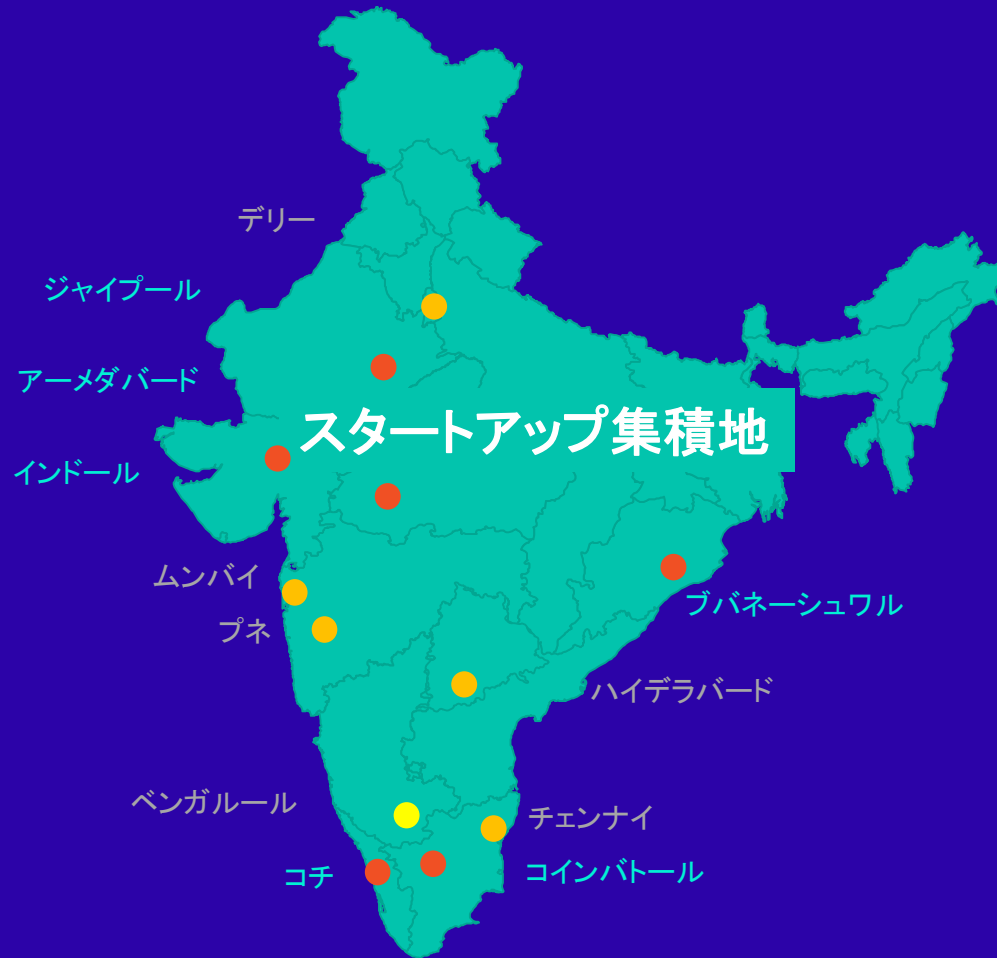 デリー
ジャイプール
アーメダバード
スタートアップ集積地
インドール
ムンバイ
ブバネーシュワル
プネ
ハイデラバード
ベンガルール
チェンナイ
コチ
コインバトール